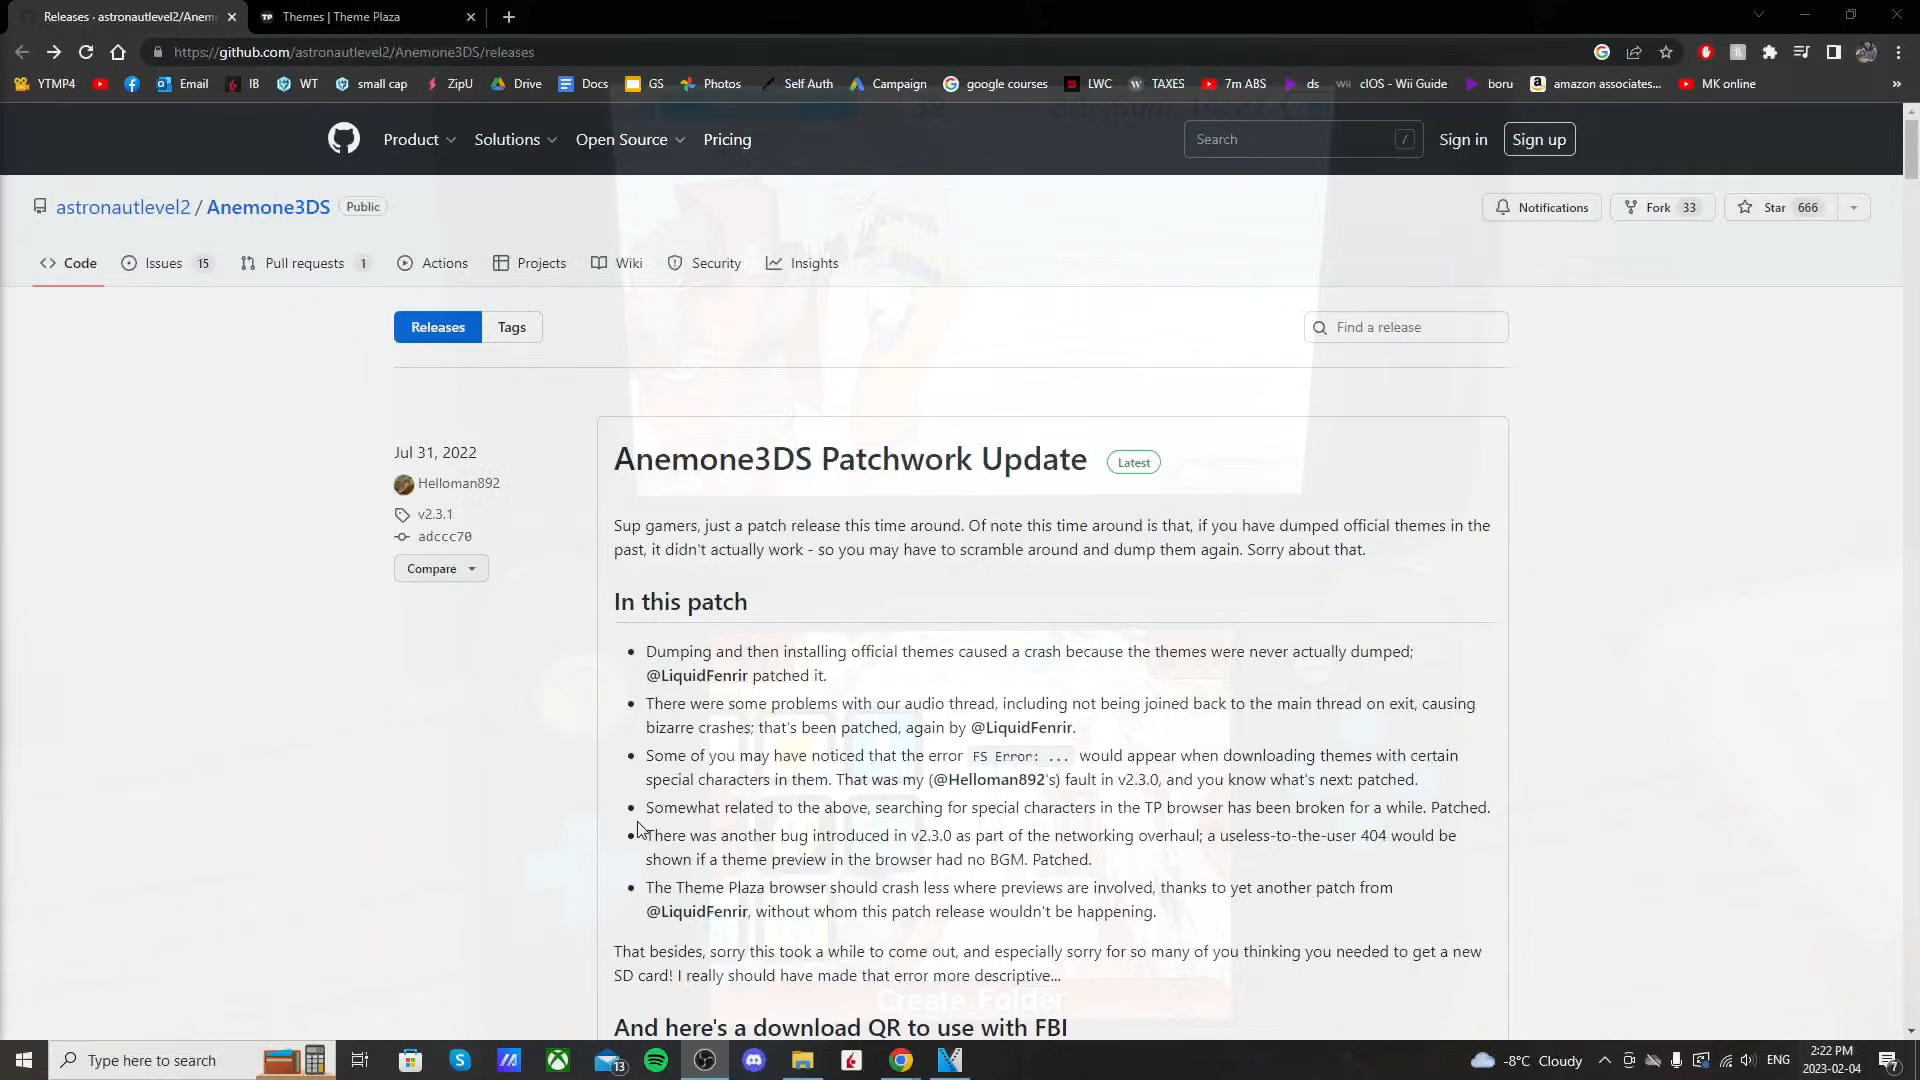 Releases · astronautlevel2/Anem
TP Themes | Theme Plaza
https://github.com/astronautlevel2/Anemone3DS/releases
YTMP4 Email IB WT small cap ZipU Drive Docs GS Photos Self Auth Campaign google courses LWC TAXES 7m ABS ds Wii cIOS - Wii Guide boru amazon associates... MK online »
Product Solutions Open Source Pricing Search / Sign in Sign up
astronautlevel2 / Anemone3DS Public
Notifications Fork 33 Star 666
Code Issues 15 Pull requests 1 Actions Projects Wiki Security Insights
Releases Tags Find a release
Jul 31, 2022
Helloman892
v2.3.1
adccc70
Compare
Anemone3DS Patchwork Update Latest
Sup gamers, just a patch release this time around. Of note this time around is that, if you have dumped official themes in the
past, it didn't actually work - so you may have to scramble around and dump them again. Sorry about that.
In this patch
• Dumping and then installing official themes caused a crash because the themes were never actually dumped;
@LiquidFenrir patched it.
• There were some problems with our audio thread, including not being joined back to the main thread on exit, causing
bizarre crashes; that's been patched, again by @LiquidFenrir.
• Some of you may have noticed that the error FS Error: ... would appear when downloading themes with certain
special characters in them. That was my (@Helloman892's) fault in v2.3.0, and you know what's next: patched.
• Somewhat related to the above, searching for special characters in the TP browser has been broken for a while. Patched.
• There was another bug introduced in v2.3.0 as part of the networking overhaul; a useless-to-the-user 404 would be
shown if a theme preview in the browser had no BGM. Patched.
• The Theme Plaza browser should crash less where previews are involved, thanks to yet another patch from
@LiquidFenrir, without whom this patch release wouldn't be happening.
That besides, sorry this took a while to come out, and especially sorry for so many of you thinking you needed to get a new
SD card! I really should have made that error more descriptive...
Create Folder
And here's a download QR to use with FBI
Type here to search
13
-8°C Cloudy
ENG
2:22 PM
2023-02-04
7